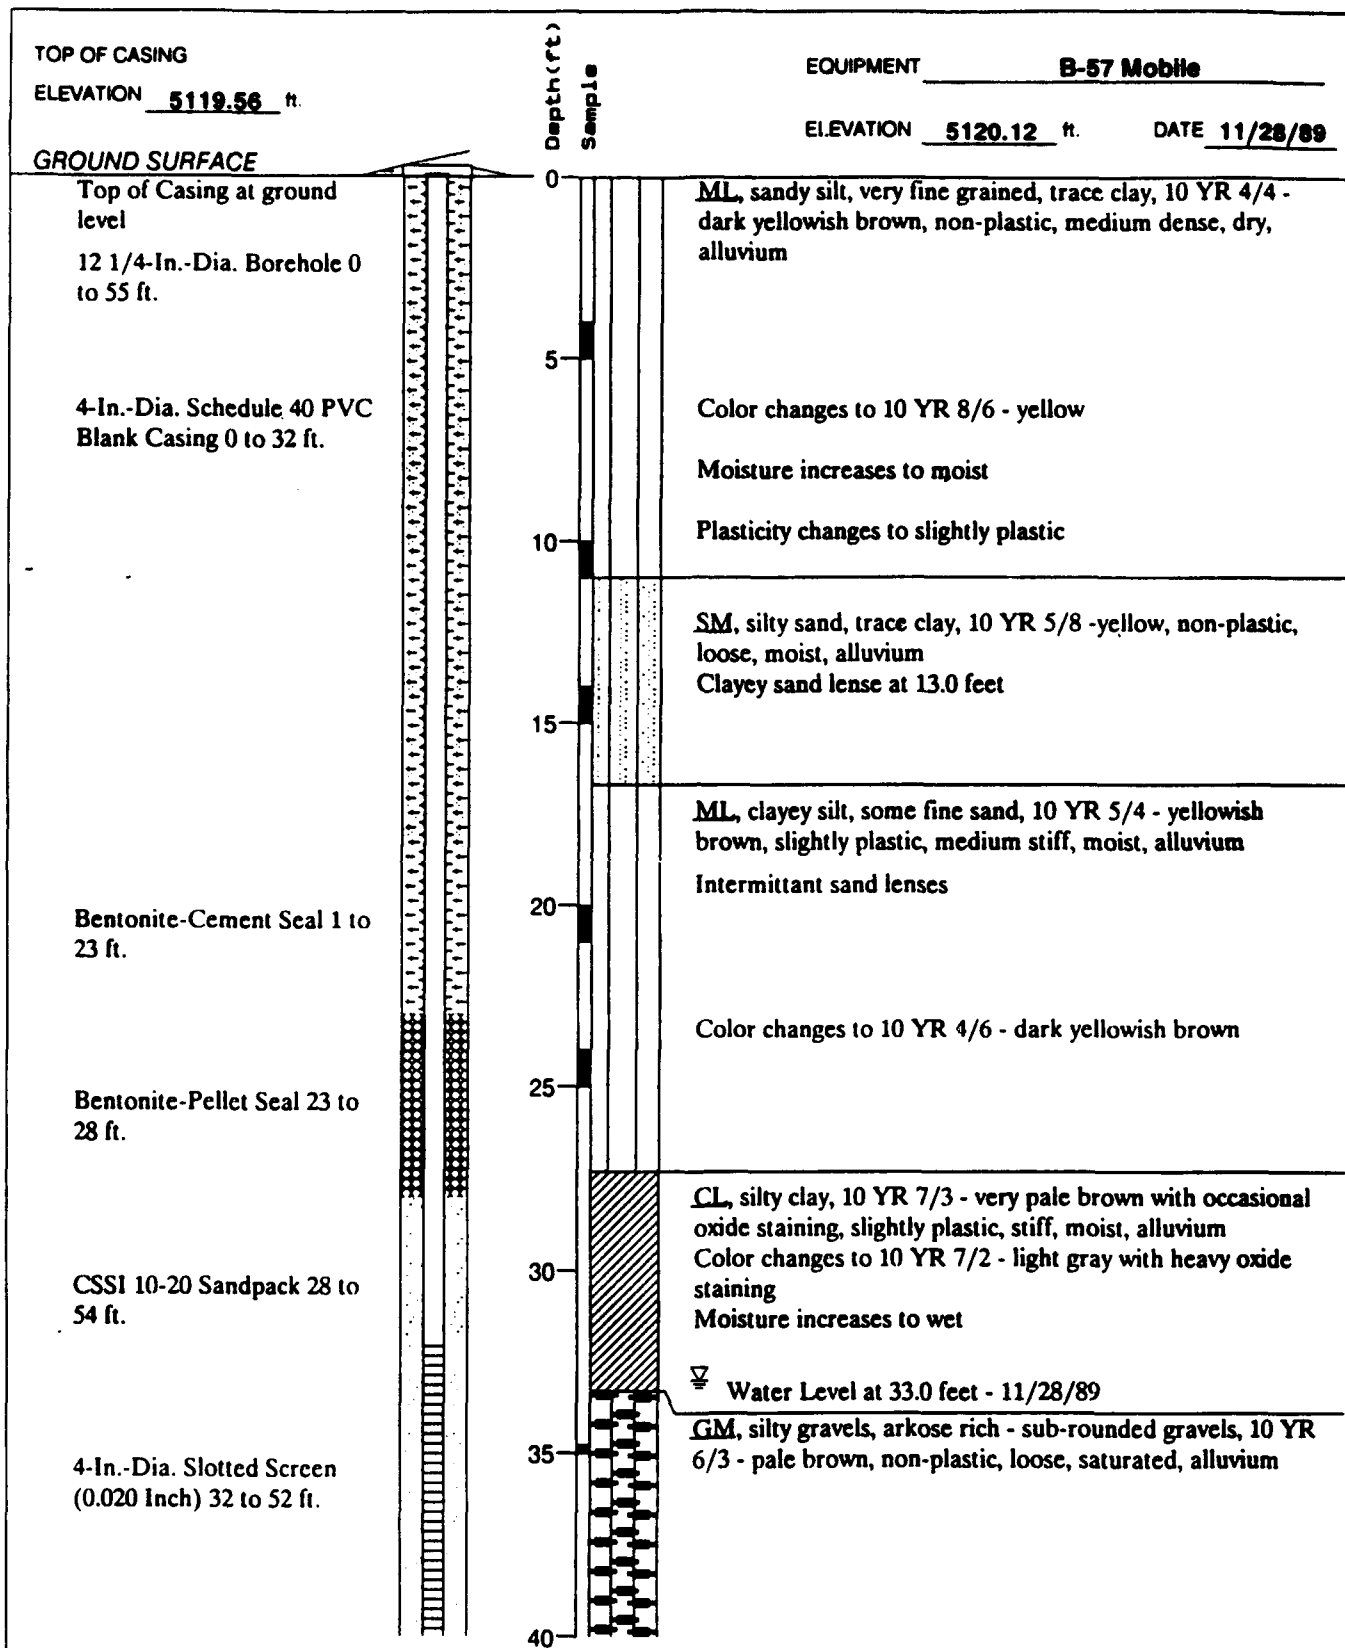 TOP OF CASING
ELEVATION 5119.56 ft.
GROUND SURFACE
Depth(ft)
Sample
EQUIPMENT B-57 Mobile
ELEVATION 5120.12 ft. DATE 11/28/89
Top of Casing at ground
level
12 1/4-In.-Dia. Borehole 0
to 55 ft.
4-In.-Dia. Schedule 40 PVC
Blank Casing 0 to 32 ft.
Bentonite-Cement Seal 1 to
23 ft.
Bentonite-Pellet Seal 23 to
28 ft.
CSSI 10-20 Sandpack 28 to
54 ft.
4-In.-Dia. Slotted Screen
(0.020 Inch) 32 to 52 ft.
0
5
10
15
20
25
30
35
40
ML, sandy silt, very fine grained, trace clay, 10 YR 4/4 -
dark yellowish brown, non-plastic, medium dense, dry,
alluvium
Color changes to 10 YR 8/6 - yellow
Moisture increases to moist
Plasticity changes to slightly plastic
SM, silty sand, trace clay, 10 YR 5/8 -yellow, non-plastic,
loose, moist, alluvium
Clayey sand lense at 13.0 feet
ML, clayey silt, some fine sand, 10 YR 5/4 - yellowish
brown, slightly plastic, medium stiff, moist, alluvium
Intermittant sand lenses
Color changes to 10 YR 4/6 - dark yellowish brown
CL, silty clay, 10 YR 7/3 - very pale brown with occasional
oxide staining, slightly plastic, stiff, moist, alluvium
Color changes to 10 YR 7/2 - light gray with heavy oxide
staining
Moisture increases to wet
Water Level at 33.0 feet - 11/28/89
GM, silty gravels, arkose rich - sub-rounded gravels, 10 YR
6/3 - pale brown, non-plastic, loose, saturated, alluvium